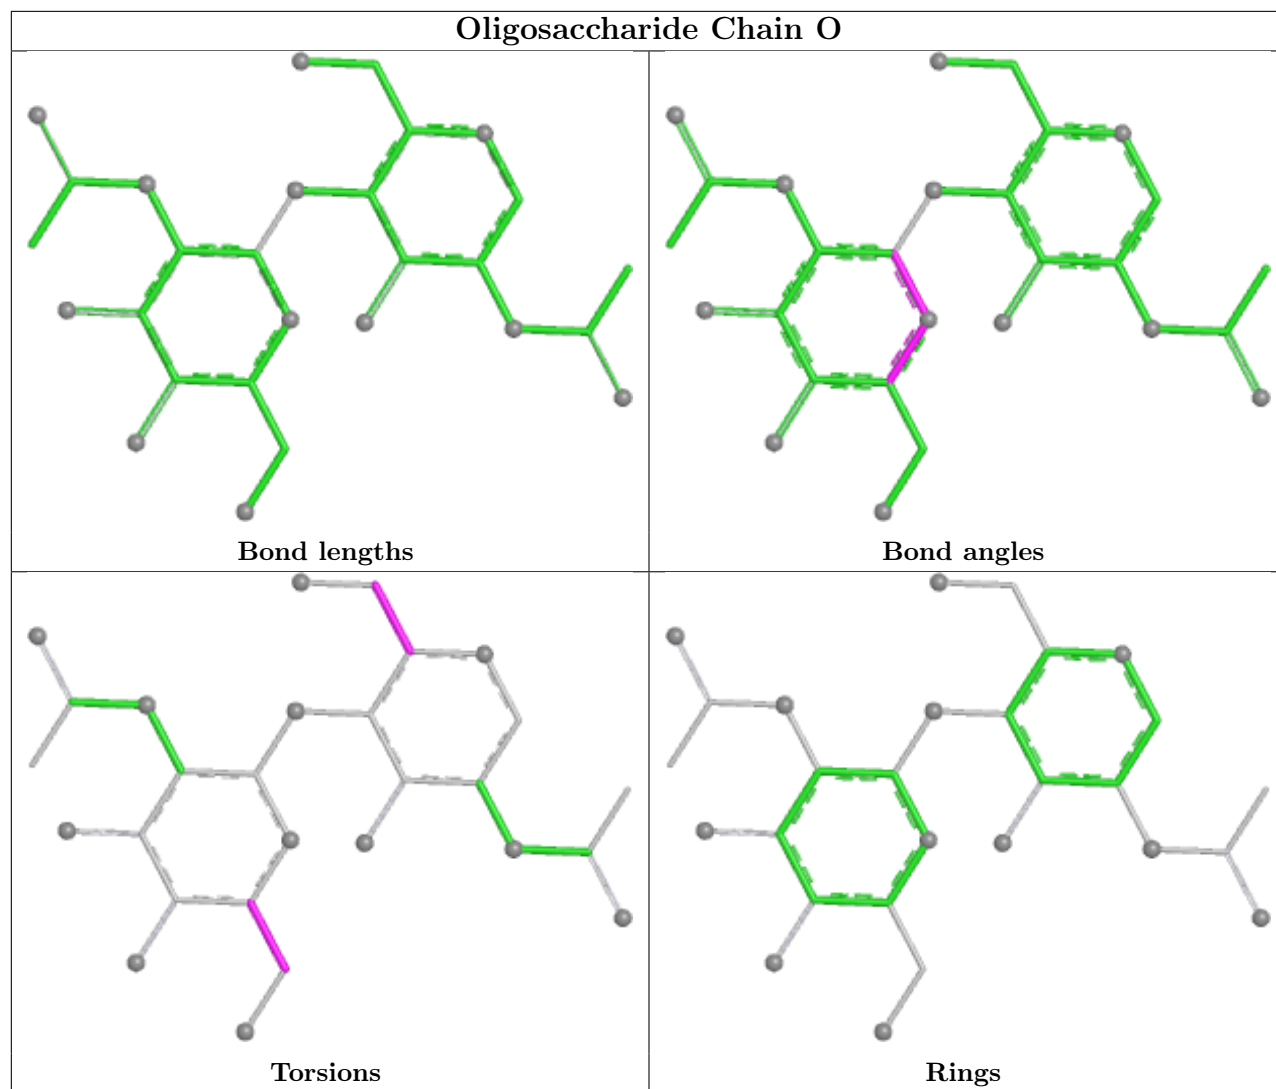 Oligosaccharide Chain O
Bond lengths
Bond angles
Torsions
Rings